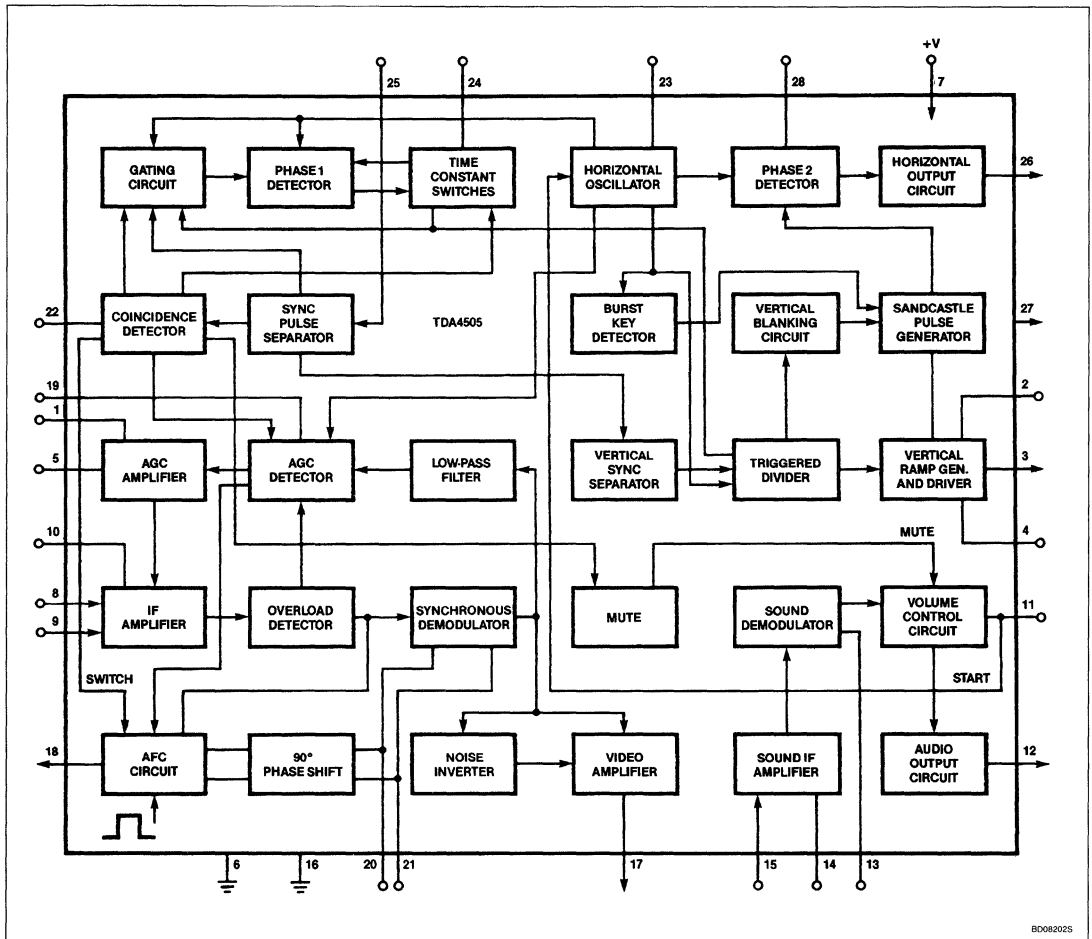 +V
25
24
23
28
7
GATING
CIRCUIT
PHASE 1
DETECTOR
TIME
CONSTANT
SWITCHES
HORIZONTAL
OSCILLATOR
PHASE 2
DETECTOR
HORIZONTAL
OUTPUT
CIRCUIT
26
22
COINCIDENCE
DETECTOR
SYNC
PULSE
SEPARATOR
TDA4505
BURST
KEY
DETECTOR
VERTICAL
BLANKING
CIRCUIT
SANDCASTLE
PULSE
GENERATOR
27
19
1
5
AGC
AMPLIFIER
AGC
DETECTOR
LOW-PASS
FILTER
VERTICAL
SYNC
SEPARATOR
TRIGGERED
DIVIDER
VERTICAL
RAMP GEN.
AND DRIVER
2
3
4
MUTE
10
8
9
IF
AMPLIFIER
OVERLOAD
DETECTOR
SYNCHRONOUS
DEMODULATOR
MUTE
SOUND
DEMODULATOR
VOLUME
CONTROL
CIRCUIT
11
SWITCH
START
18
AFC
CIRCUIT
90°
PHASE SHIFT
NOISE
INVERTER
VIDEO
AMPLIFIER
SOUND IF
AMPLIFIER
AUDIO
OUTPUT
CIRCUIT
12
6
16
20
21
17
15
14
13
BD08202S